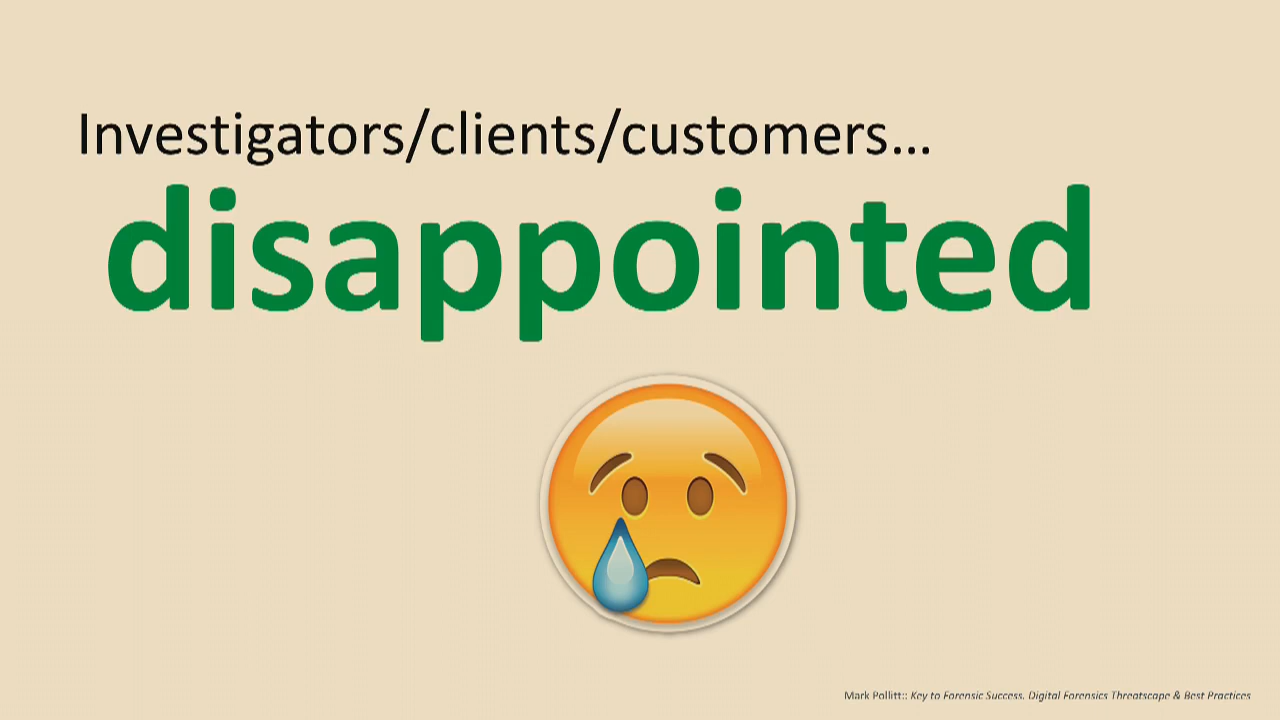 Investigators/clients/customers...
disappointed
Mark Pollitt:: Key to Forensic Success. Digital Forensics Threatscape & Best Practices